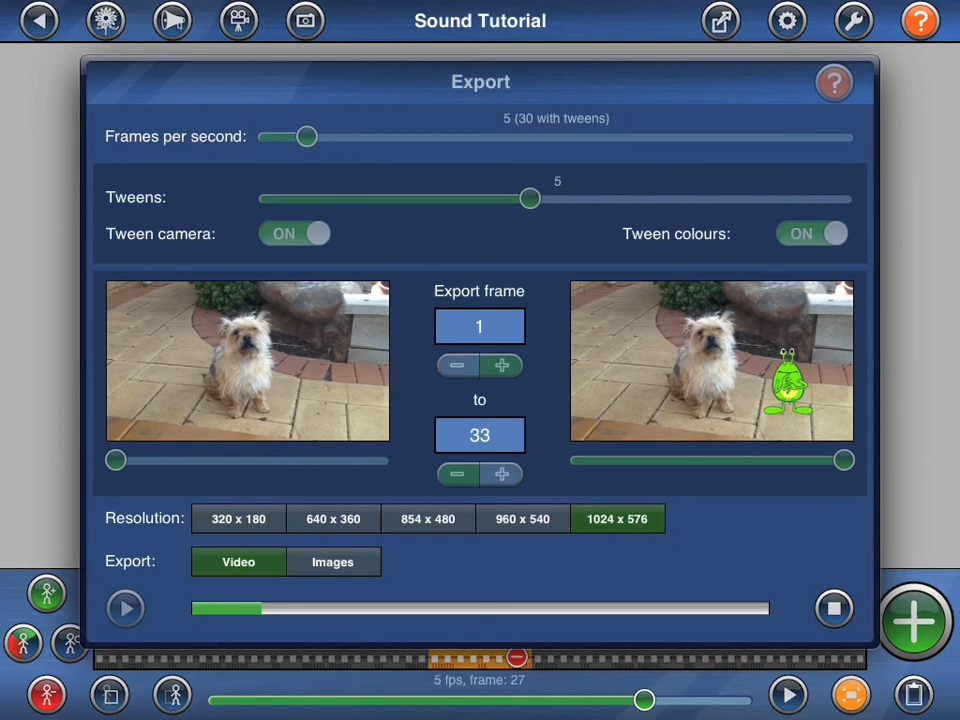 Sound Tutorial
?
Export
?
5 (30 with tweens)
Frames per second:
5
Tweens:
Tween camera:
ON
Tween colours:
ON
Export frame
1
to
33
Resolution:
320 x 180
640 x 360
854 x 480
960 x 540
1024 x 576
Export:
Video
Images
5 fps, frame: 27